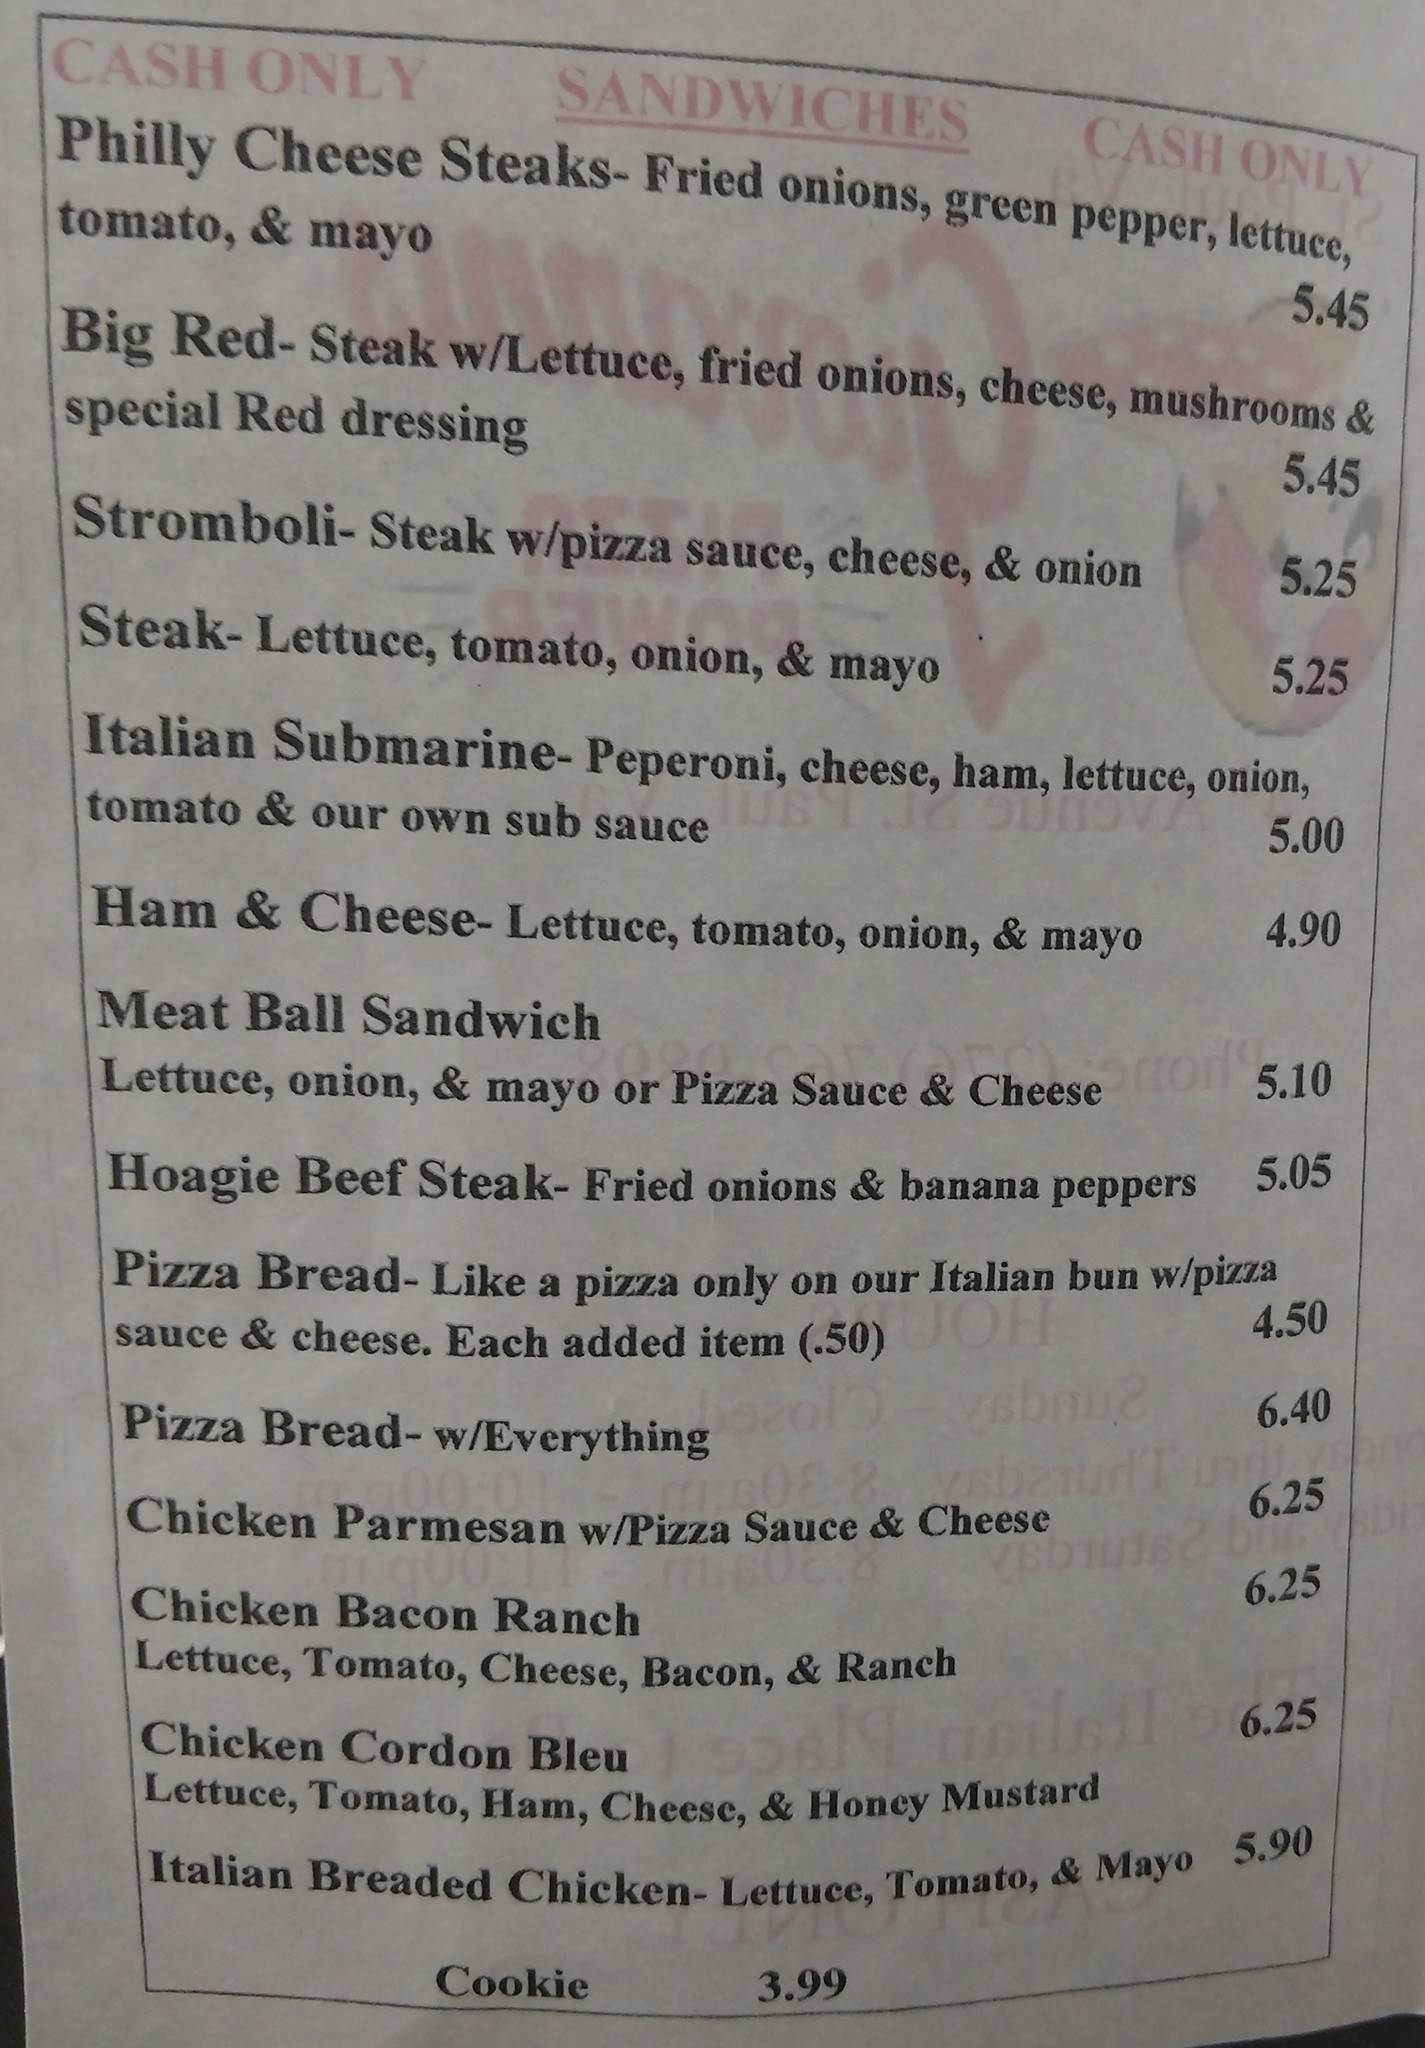 CASH ONLY SANDWICHES CASH ONLY
Philly Cheese Steaks- Fried onions, green pepper, lettuce,
tomato, & mayo 5.45
Big Red- Steak w/Lettuce, fried onions, cheese, mushrooms &
special Red dressing 5.45
Stromboli- Steak w/pizza sauce, cheese, & onion 5.25
Steak- Lettuce, tomato, onion, & mayo 5.25
Italian Submarine- Peperoni, cheese, ham, lettuce, onion,
tomato & our own sub sauce 5.00
Ham & Cheese- Lettuce, tomato, onion, & mayo 4.90
Meat Ball Sandwich
Lettuce, onion, & mayo or Pizza Sauce & Cheese 5.10
Hoagie Beef Steak- Fried onions & banana peppers 5.05
Pizza Bread- Like a pizza only on our Italian bun w/pizza
sauce & cheese. Each added item (.50) 4.50
Pizza Bread- w/Everything 6.40
Chicken Parmesan w/Pizza Sauce & Cheese 6.25
Chicken Bacon Ranch 6.25
Lettuce, Tomato, Cheese, Bacon, & Ranch
Chicken Cordon Bleu 6.25
Lettuce, Tomato, Ham, Cheese, & Honey Mustard
Italian Breaded Chicken- Lettuce, Tomato, & Mayo 5.90
Cookie 3.99